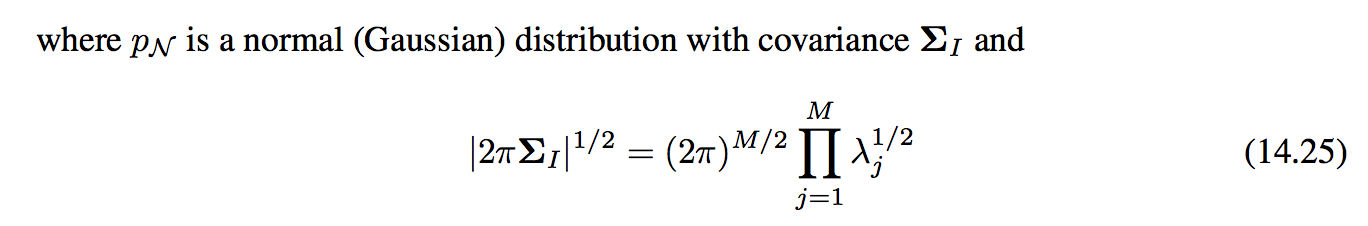 where p𝒩 is a normal (Gaussian) distribution with covariance Σ_I and
|2πΣ_I|^{1/2} = (2π)^{M/2} ∏_{j=1}^{M} λ_j^{1/2} (14.25)